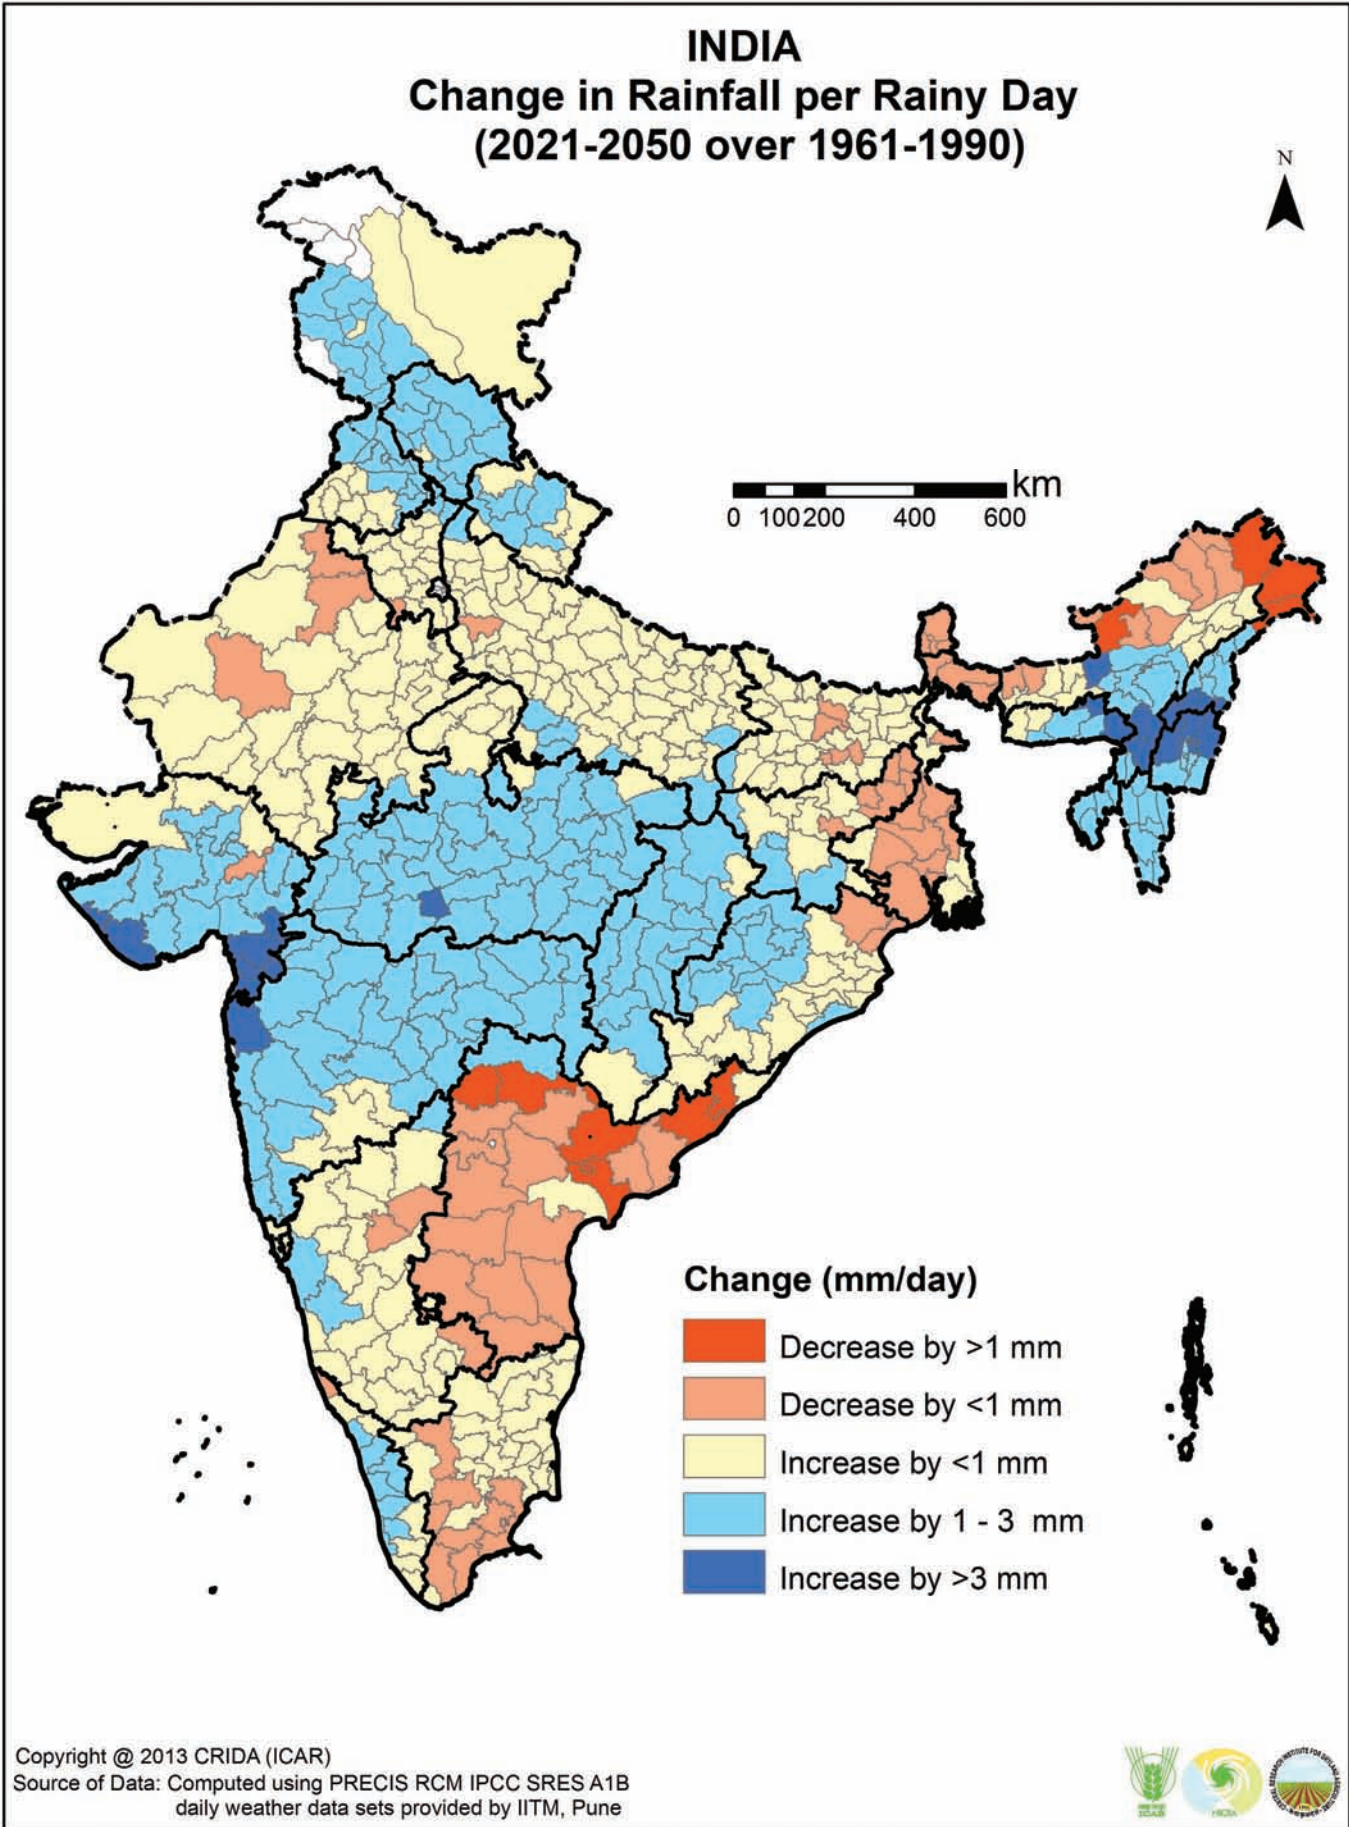 INDIA
Change in Rainfall per Rainy Day
(2021-2050 over 1961-1990)
N
km
0 100 200 400 600
Change (mm/day)
Decrease by >1 mm
Decrease by <1 mm
Increase by <1 mm
Increase by 1 - 3 mm
Increase by >3 mm
Copyright @ 2013 CRIDA (ICAR)
Source of Data: Computed using PRECIS RCM IPCC SRES A1B
daily weather data sets provided by IITM, Pune